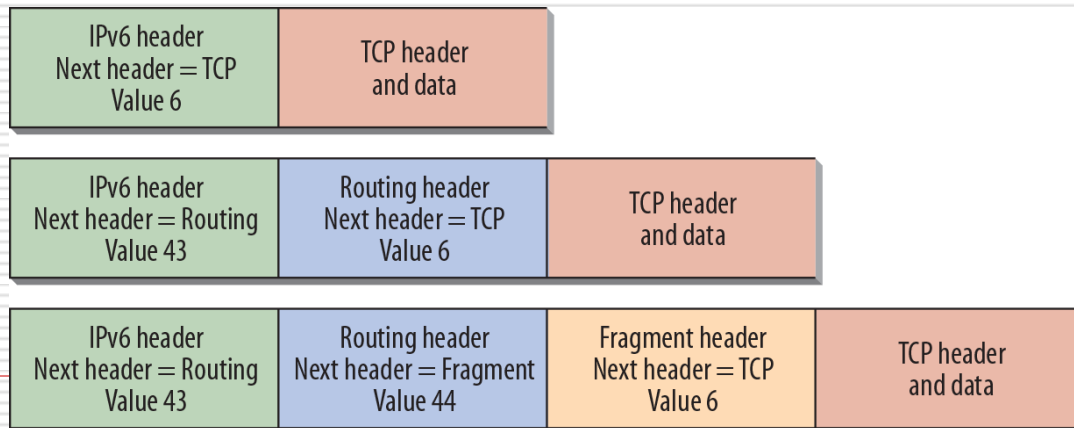 IPv6 header
Next header = TCP
Value 6
TCP header
and data
IPv6 header
Next header = Routing
Value 43
Routing header
Next header = TCP
Value 6
TCP header
and data
IPv6 header
Next header = Routing
Value 43
Routing header
Next header = Fragment
Value 44
Fragment header
Next header = TCP
Value 6
TCP header
and data